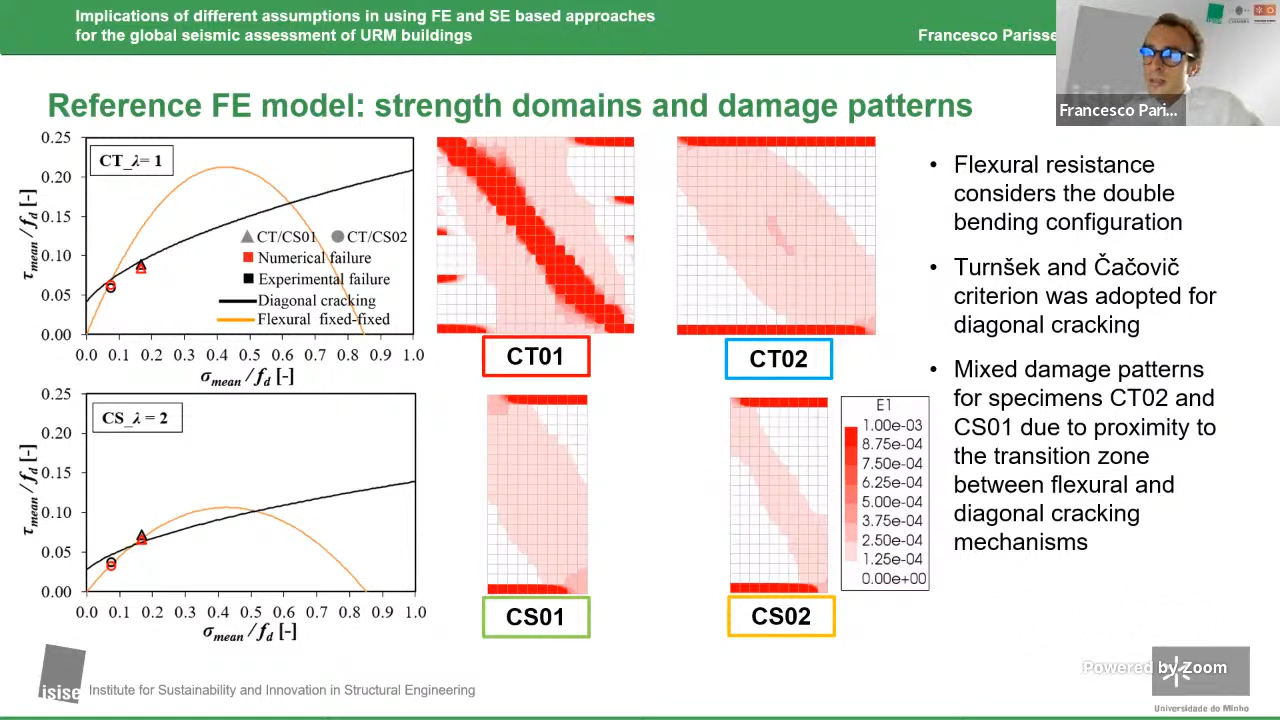 Implications of different assumptions in using FE and SE based approaches
for the global seismic assessment of URM buildings
Francesco Parisse
Francesco Pari...
Reference FE model: strength domains and damage patterns
0.25
0.20
0.15
0.10
0.05
0.00
τmean / fd [-]
CT_λ= 1
CT/CS01
CT/CS02
Numerical failure
Experimental failure
Diagonal cracking
Flexural fixed-fixed
0.0 0.1 0.2 0.3 0.4 0.5 0.6 0.7 0.8 0.9 1.0
σmean / fd [-]
CT01
CT02
0.25
0.20
0.15
0.10
0.05
0.00
τmean / fd [-]
CS_λ = 2
0.0 0.1 0.2 0.3 0.4 0.5 0.6 0.7 0.8 0.9 1.0
σmean / fd [-]
CS01
CS02
E1
1.00e-03
8.75e-04
7.50e-04
6.25e-04
5.00e-04
3.75e-04
2.50e-04
1.25e-04
0.00e+00
• Flexural resistance
considers the double
bending configuration
• Turnšek and Čačovič
criterion was adopted for
diagonal cracking
• Mixed damage patterns
for specimens CT02 and
CS01 due to proximity to
the transition zone
between flexural and
diagonal cracking
mechanisms
isise
Institute for Sustainability and Innovation in Structural Engineering
Powered by Zoom
Universidade do Minho